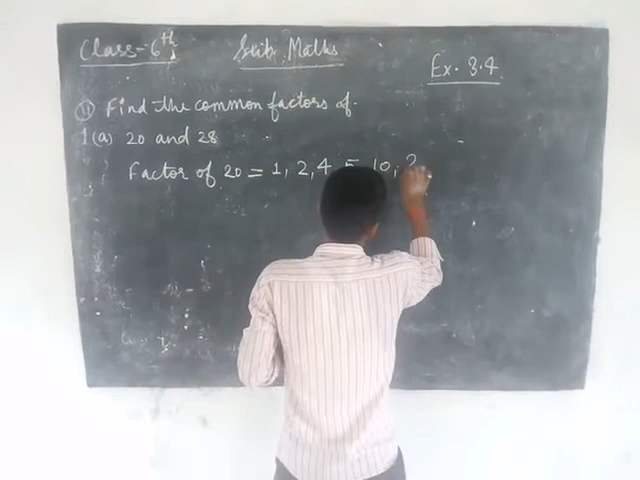 Class-6th Sub: Maths Ex. 3.4
(1) Find the common factors of.
1(a) 20 and 28
Factor of 20 = 1, 2, 4, 5, 10, 2